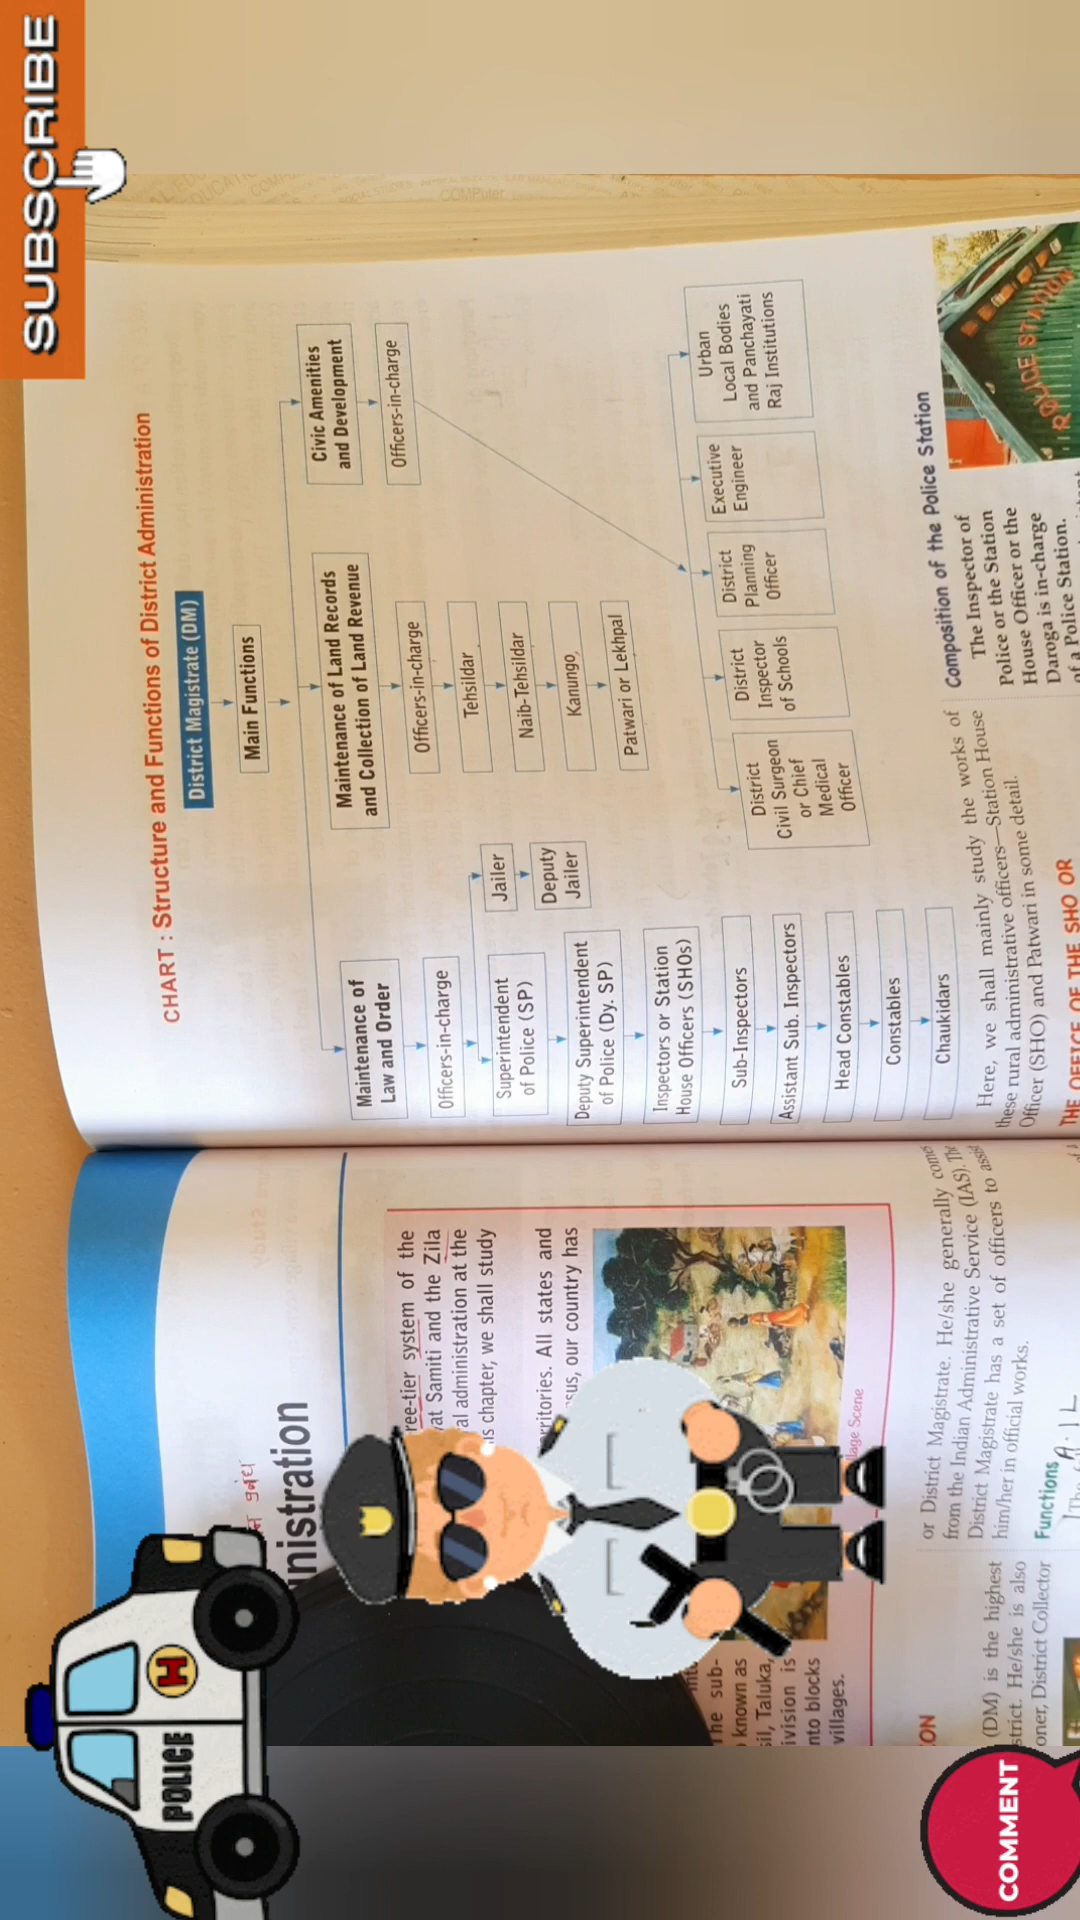 SUBSCRIBE
CHART : Structure and Functions of District Administration
District Magistrate (DM)
Main Functions
Maintenance of
Law and Order
Officers-in-charge
Superintendent
of Police (SP)
Jailer
Deputy
Jailer
Deputy Superintendent
of Police (Dy. SP)
Inspectors or Station
House Officers (SHOs)
Sub-Inspectors
Assistant Sub. Inspectors
Head Constables
Constables
Chaukidars
Maintenance of Land Records
and Collection of Land Revenue
Officers-in-charge
Tehsildar
Naib-Tehsildar
Kanungo
Patwari or Lekhpal
Civic Amenities
and Development
Officers-in-charge
District
Civil Surgeon
or Chief
Medical
Officer
District
Inspector
of Schools
District
Planning
Officer
Executive
Engineer
Urban
Local Bodies
and Panchayati
Raj Institutions
Here, we shall mainly study the works of
these rural administrative officers—Station House
Officer (SHO) and Patwari in some detail.
THE OFFICE OF THE SHO OR
Composition of the Police Station
The Inspector of
Police or the Station
House Officer or the
Daroga is in-charge
of a Police Station.
POLICE STATION
nistration
ree-tier system of the
at Samiti and the Zila
al administration at the
is chapter, we shall study
rritories. All states and
sus, our country has
lage Scene
The sub-
known as
sil, Taluka,
ivision is
nto blocks
villages.
ON
(DM) is the highest
strict. He/she is also
oner, District Collector
or District Magistrate. He/she generally comes
from the Indian Administrative Service (IAS). The
District Magistrate has a set of officers to assist
him/her in official works.
Functions
POLICE
H
COMMENT